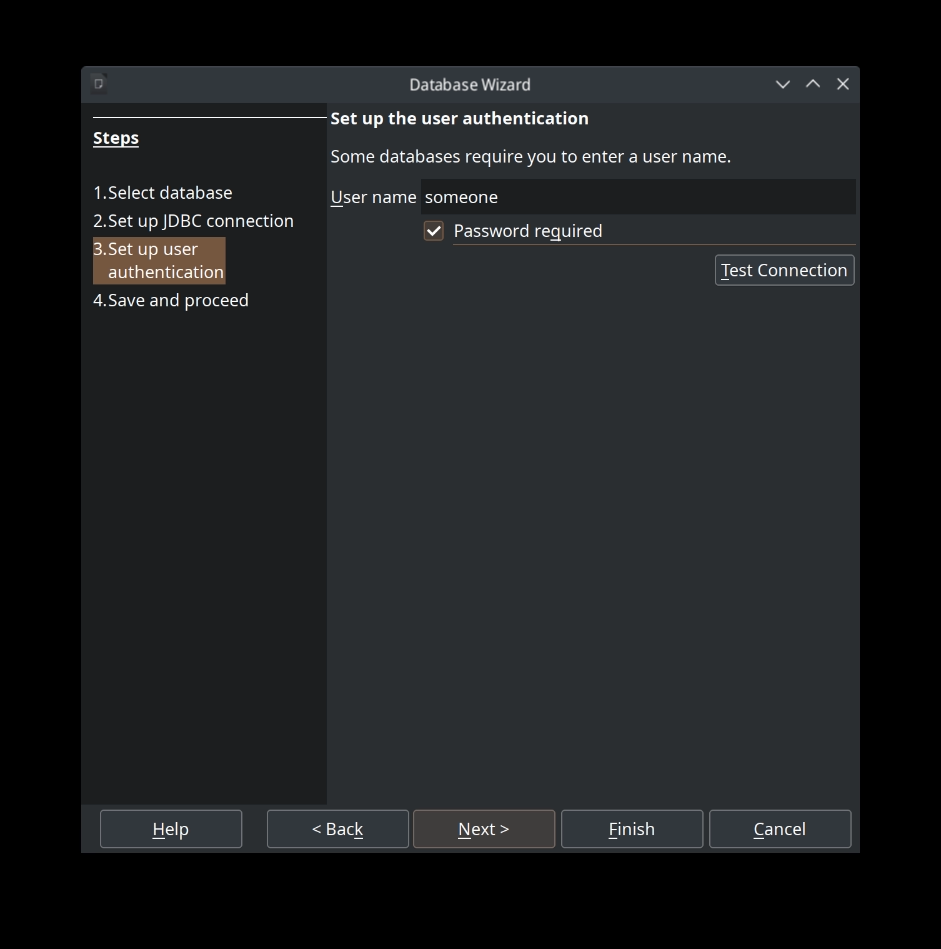 Database Wizard
Steps
1.Select database
2.Set up JDBC connection
3.Set up user
authentication
4.Save and proceed
Set up the user authentication
Some databases require you to enter a user name.
User name someone
Password required
Test Connection
Help < Back Next > Finish Cancel